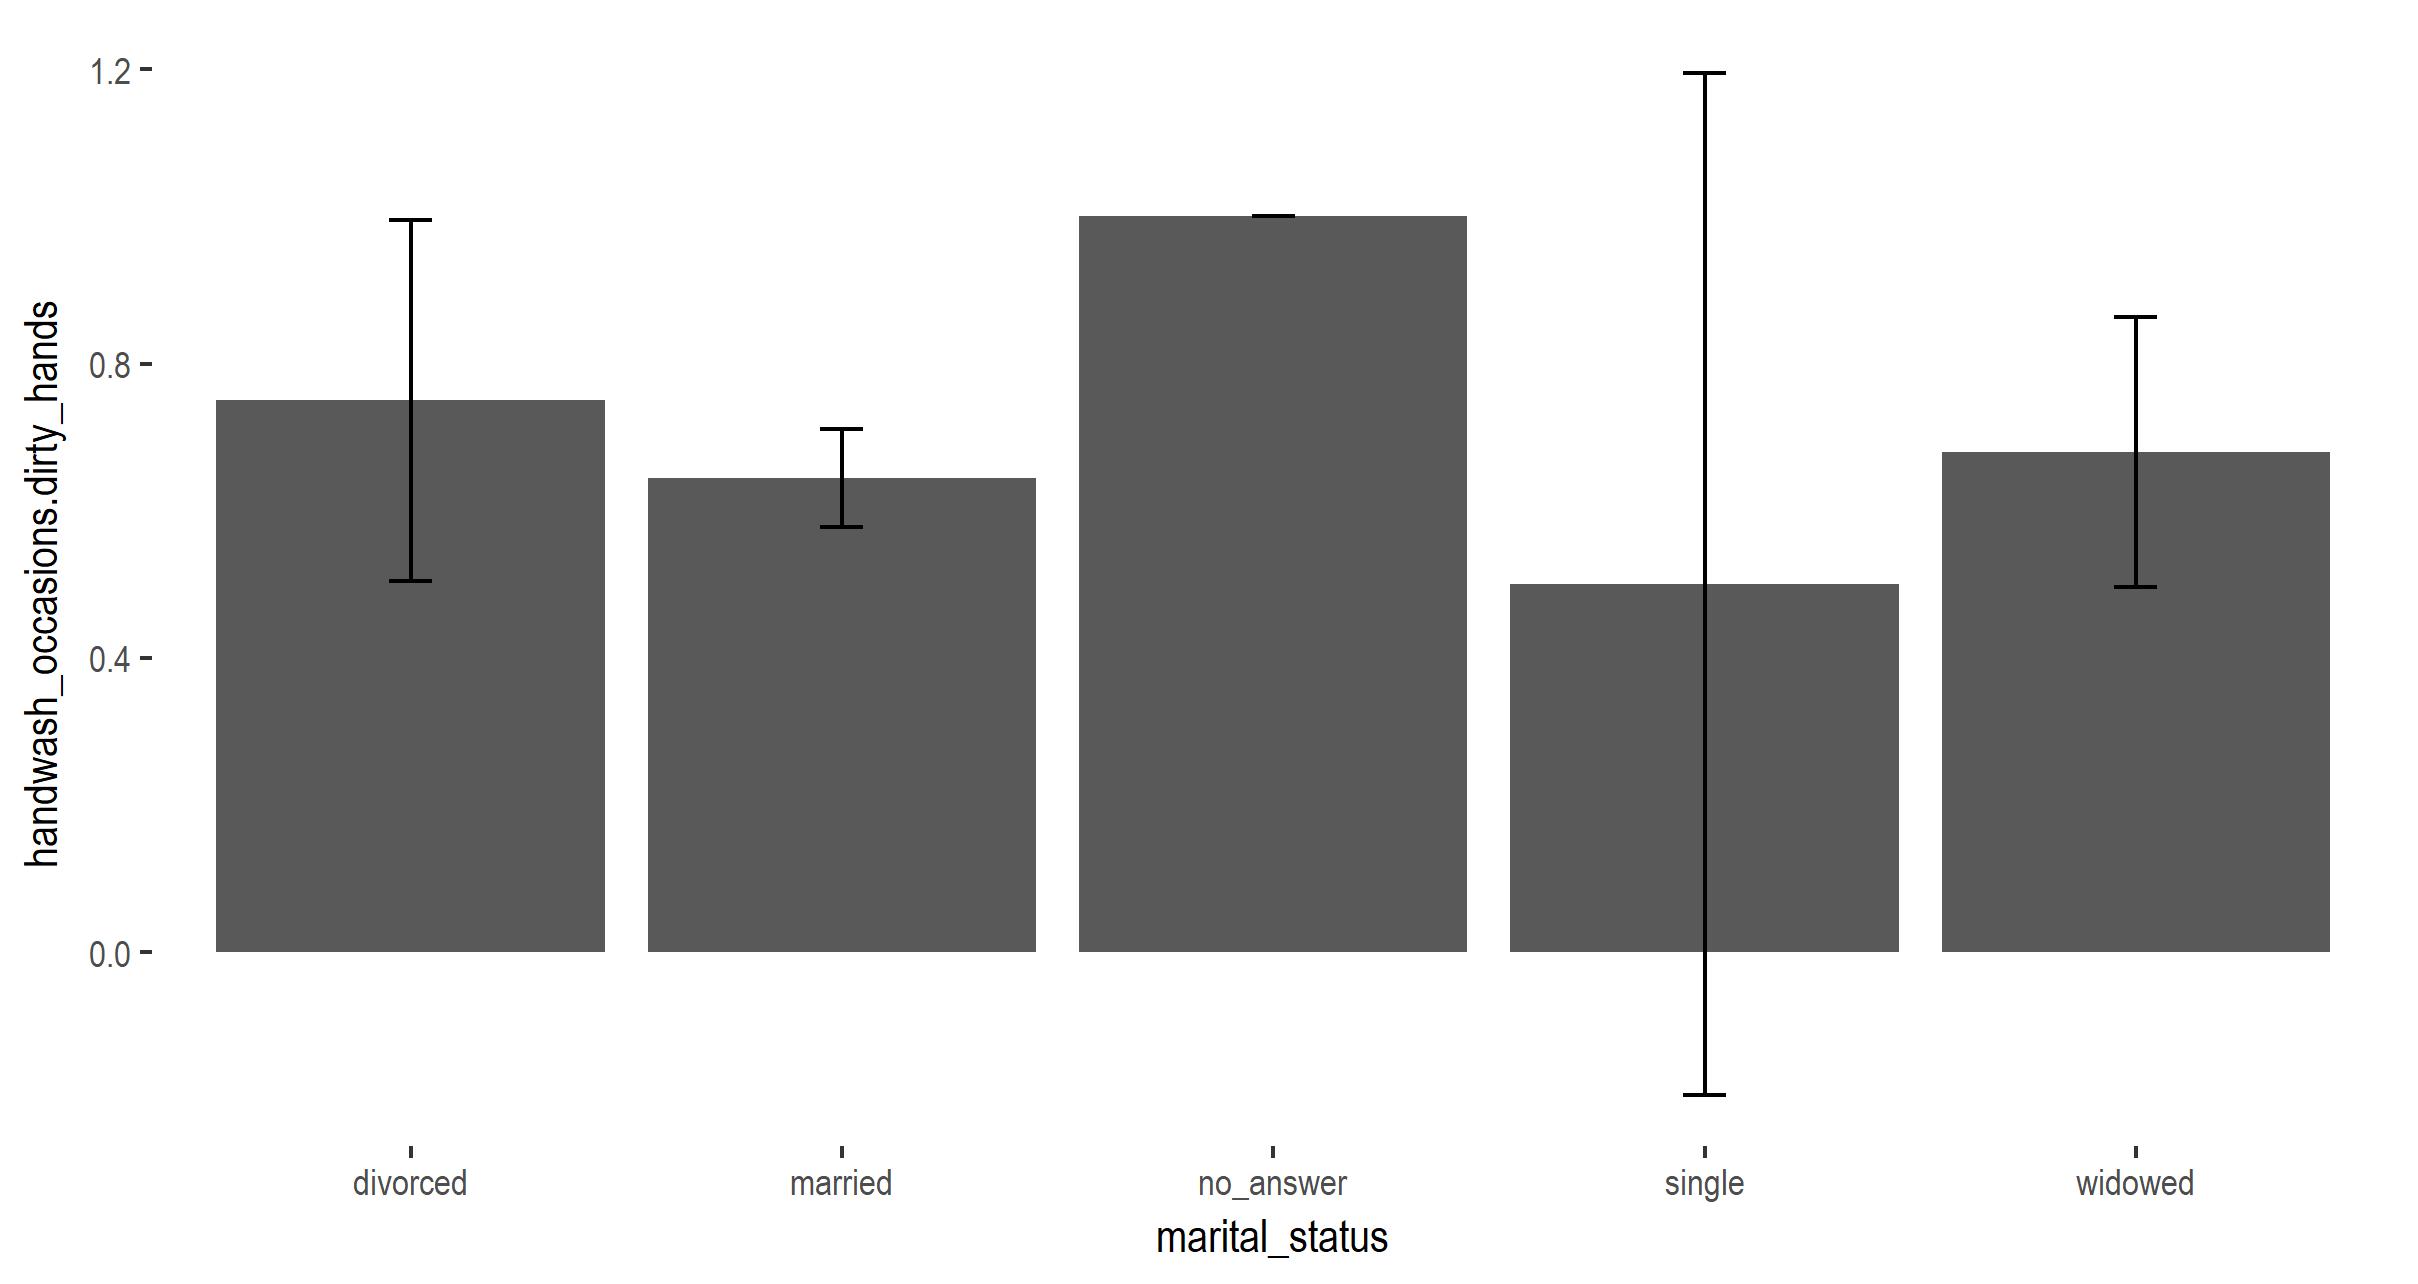 handwash_occasions.dirty_hands
1.2
0.8
0.4
0.0
divorced
married
no_answer
single
widowed
marital_status